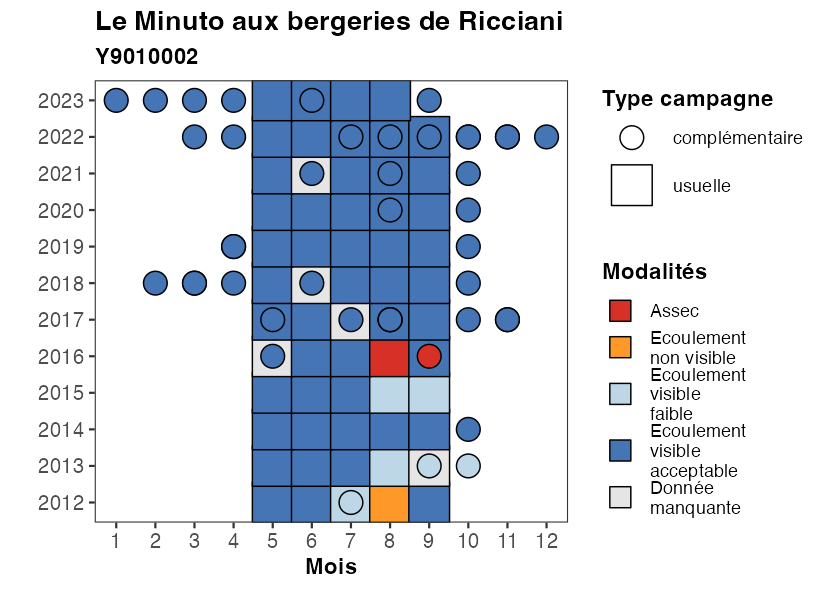 Le Minuto aux bergeries de Ricciani
Y9010002
2023
2022
2021
2020
2019
2018
2017
2016
2015
2014
2013
2012
1 2 3 4 5 6 7 8 9 10 11 12
Mois
Type campagne
complémentaire
usuelle
Modalités
Assec
Ecoulement
non visible
Ecoulement
visible
faible
Ecoulement
visible
acceptable
Donnée
manquante